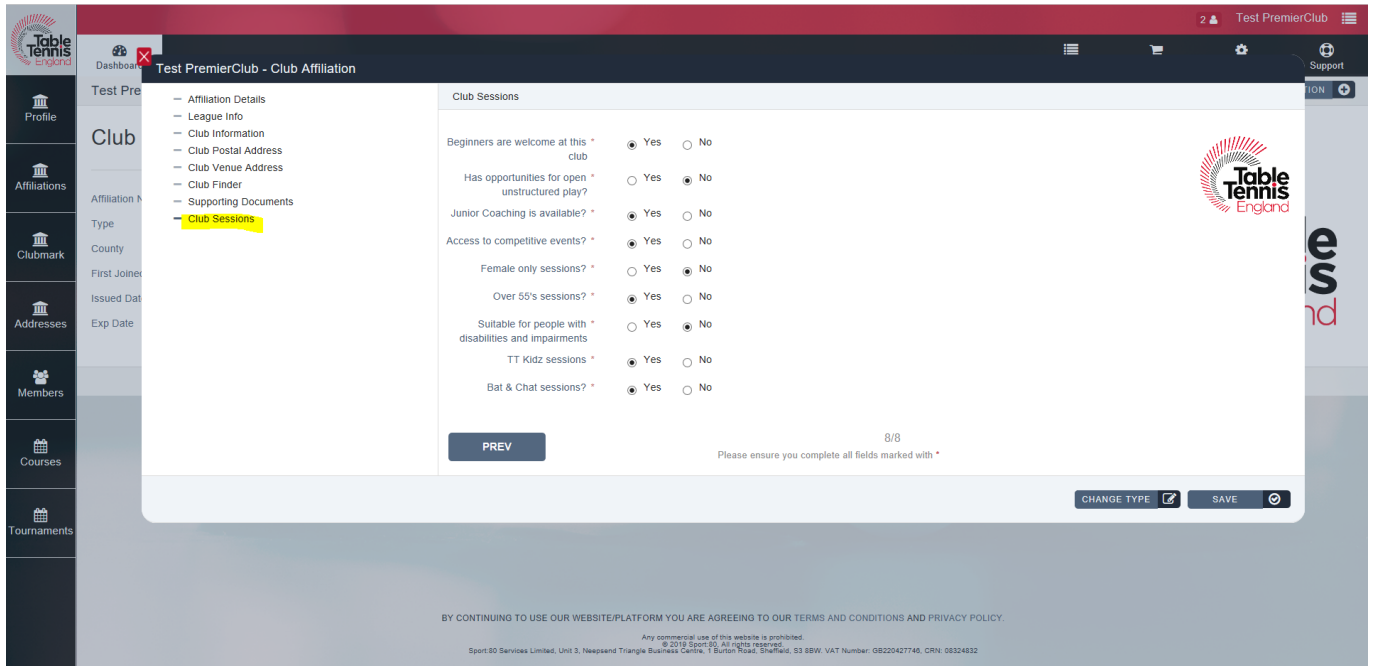 2 Test PremierClub
Table
Tennis
England
Dashboar
Support
Test PremierClub - Club Affiliation
Test Pre
TION
Profile
Club
Affiliations
Affiliation N
Type
County
First Joined
Issued Dat
Exp Date
Clubmark
Addresses
Members
Courses
Tournaments
Affiliation Details
League Info
Club Information
Club Postal Address
Club Venue Address
Club Finder
Supporting Documents
Club Sessions
Club Sessions
Beginners are welcome at this * Yes No
club
Has opportunities for open * Yes No
unstructured play?
Junior Coaching is available? * Yes No
Access to competitive events? * Yes No
Female only sessions? * Yes No
Over 55's sessions? * Yes No
Suitable for people with * Yes No
disabilities and impairments
TT Kidz sessions * Yes No
Bat & Chat sessions? * Yes No
Table
Tennis
England
e
s
nd
PREV
8/8
Please ensure you complete all fields marked with *
CHANGE TYPE
SAVE
BY CONTINUING TO USE OUR WEBSITE/PLATFORM YOU ARE AGREEING TO OUR TERMS AND CONDITIONS AND PRIVACY POLICY.
Any commercial use of this website is prohibited.
© 2019 Sport:80. All rights reserved.
Sport:80 Services Limited, Unit 3, Neepsend Triangle Business Centre, 1 Burton Road, Sheffield, S3 8BW. VAT Number: GB220427746, CRN: 08324832